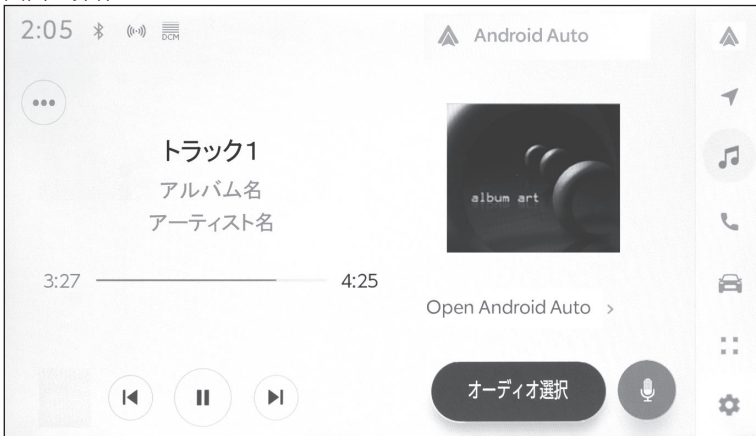 2:05
DCM
Android Auto
トラック1
アルバム名
アーティスト名
album art
3:27
4:25
Open Android Auto >
オーディオ選択